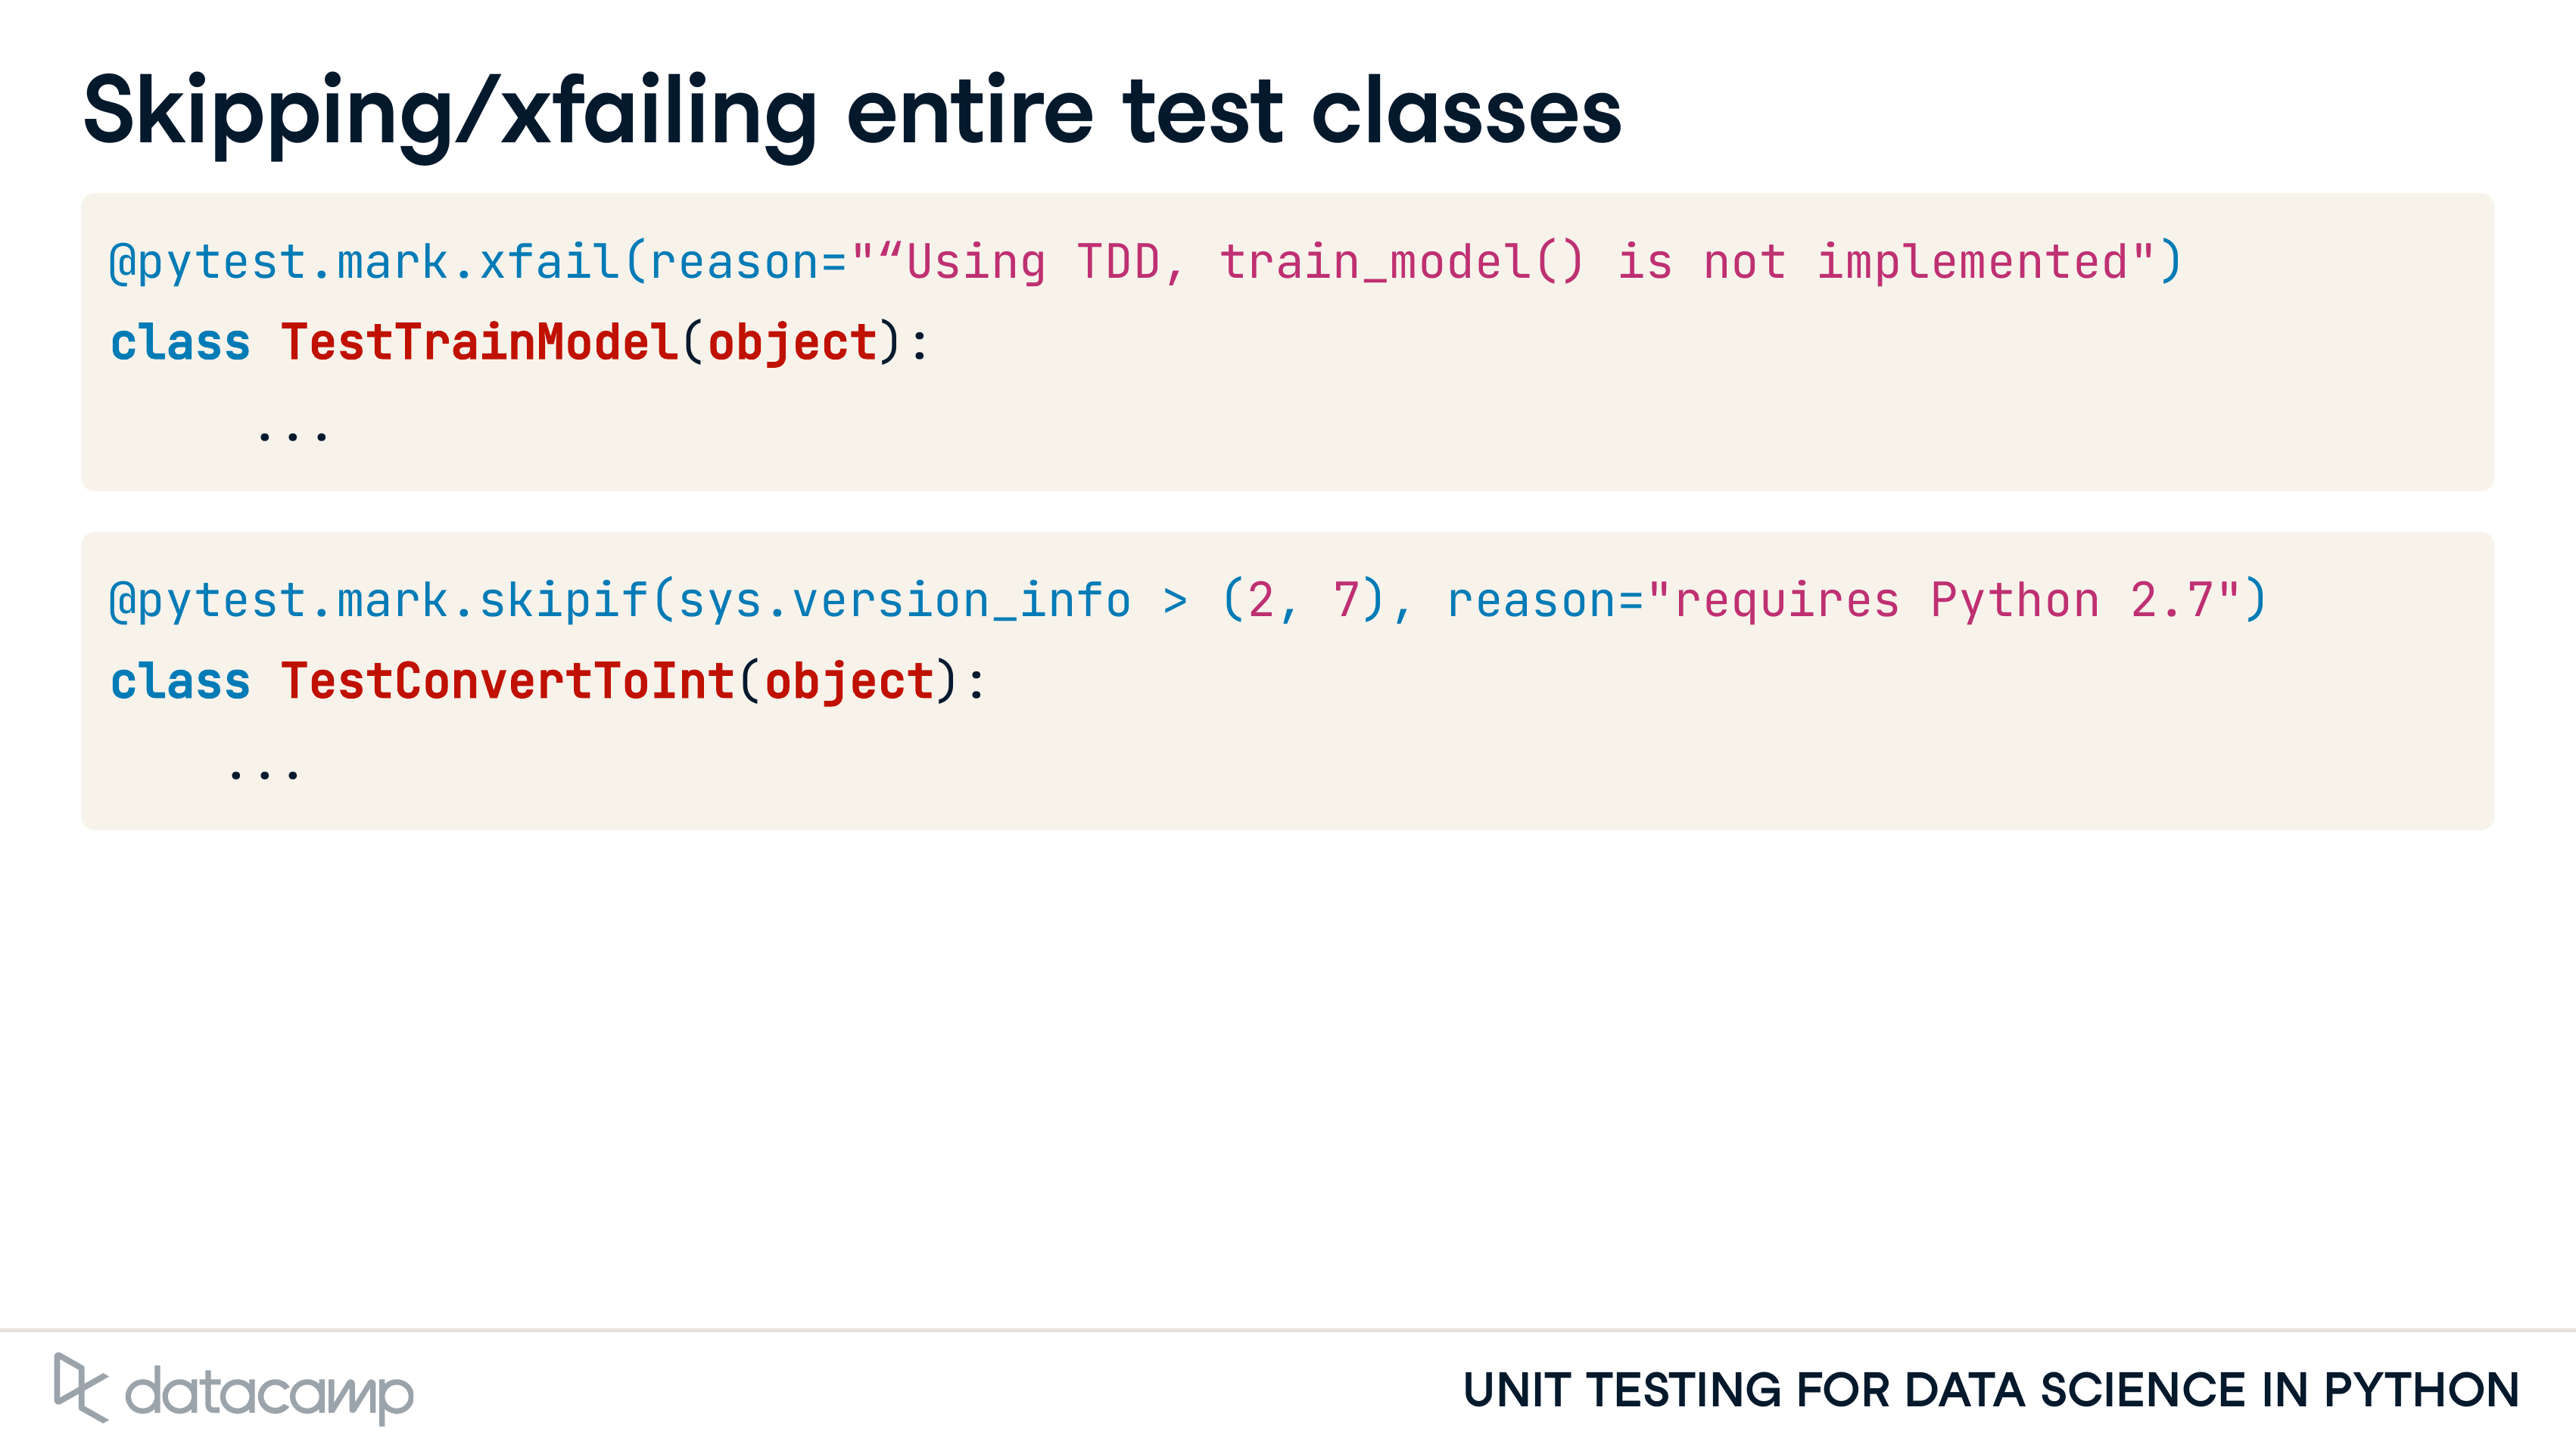 Skipping/xfailing entire test classes
@pytest.mark.xfail(reason="“Using TDD, train_model() is not implemented")
class TestTrainModel(object):
...
@pytest.mark.skipif(sys.version_info > (2, 7), reason="requires Python 2.7")
class TestConvertToInt(object):
...
datacamp
UNIT TESTING FOR DATA SCIENCE IN PYTHON